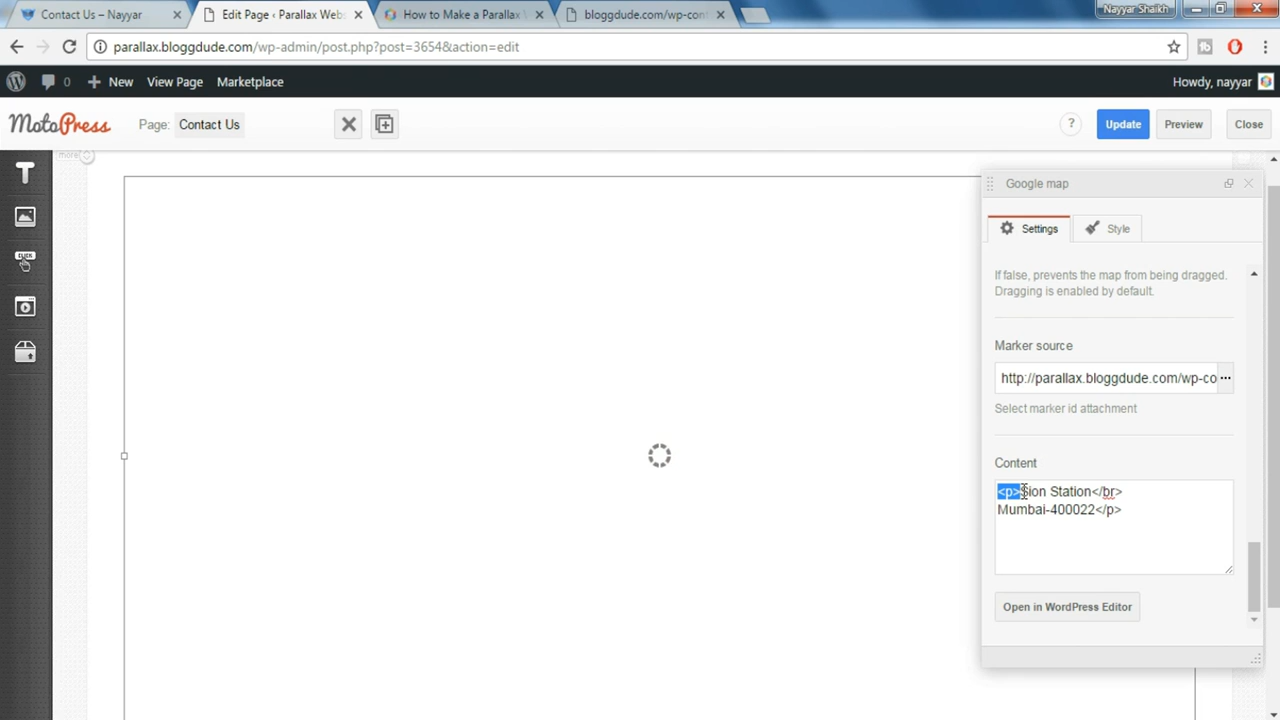 Contact Us – Nayyar
Edit Page ‹ Parallax Webs
How to Make a Parallax
bloggdude.com/wp-con
Nayyar Shaikh
parallax.bloggdude.com/wp-admin/post.php?post=3654&action=edit
0
New
View Page
Marketplace
Howdy, nayyar
MotoPress
Page:
Contact Us
?
Update
Preview
Close
more
CLICK
Google map
Settings
Style
If false, prevents the map from being dragged.
Dragging is enabled by default.
Marker source
http://parallax.bloggdude.com/wp-co
Select marker id attachment
Content
<p>Sion Station</br>
Mumbai-400022</p>
Open in WordPress Editor